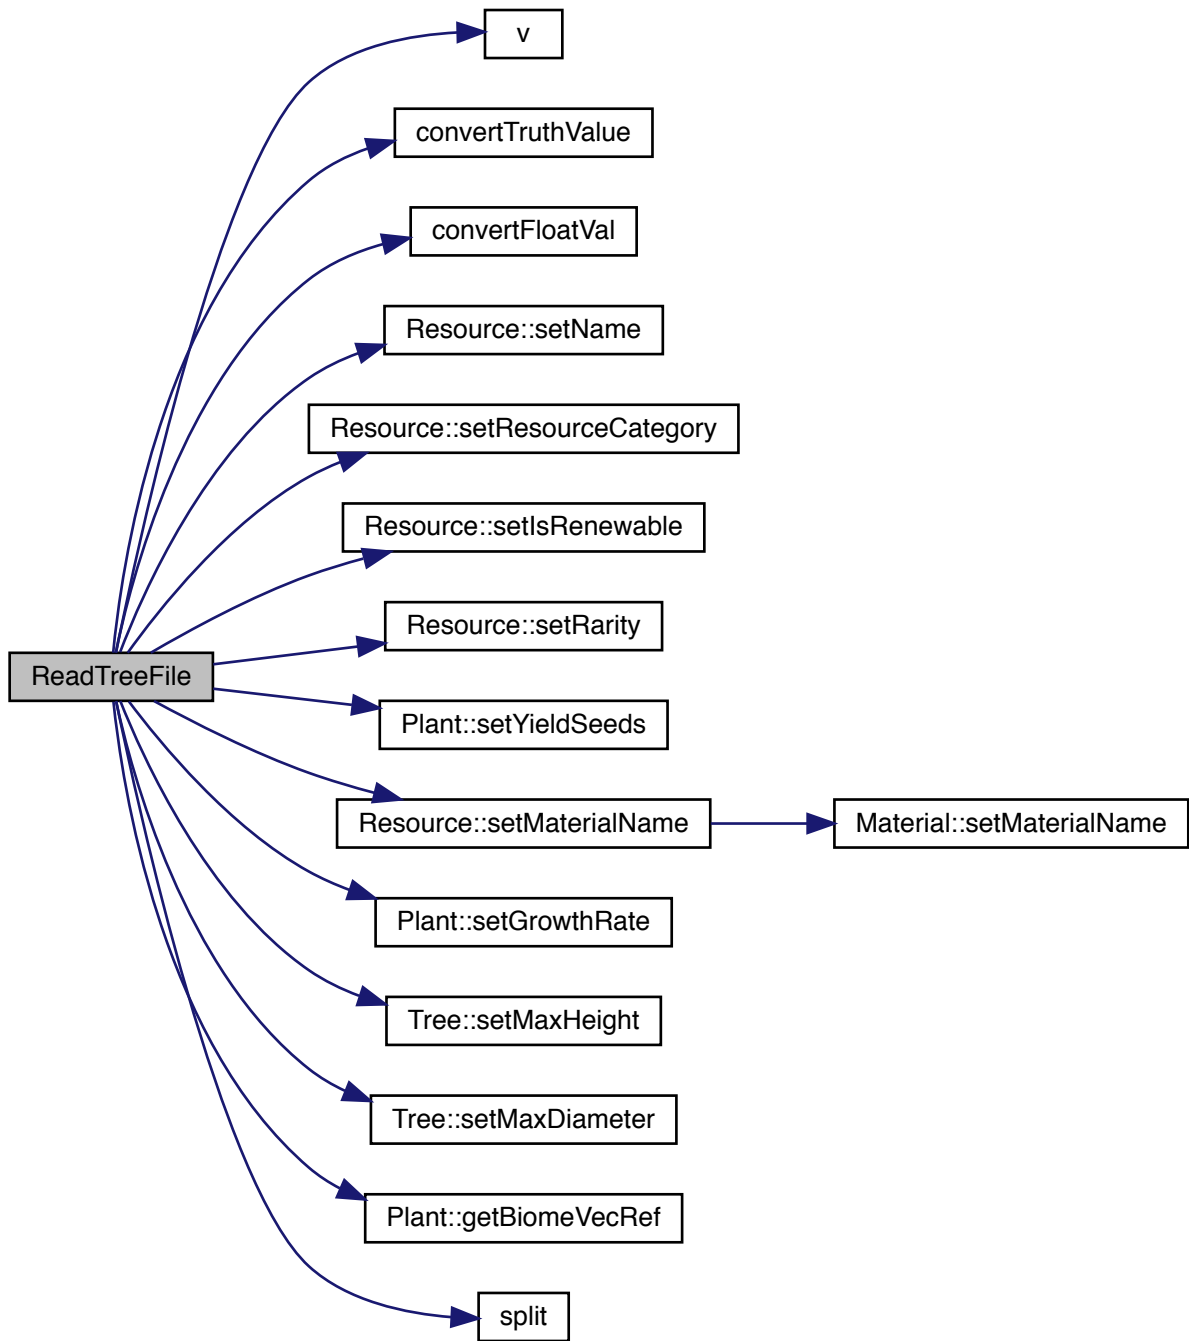 v
convertTruthValue
convertFloatVal
Resource::setName
Resource::setResourceCategory
Resource::setIsRenewable
Resource::setRarity
ReadTreeFile
Plant::setYieldSeeds
Resource::setMaterialName
Material::setMaterialName
Plant::setGrowthRate
Tree::setMaxHeight
Tree::setMaxDiameter
Plant::getBiomeVecRef
split